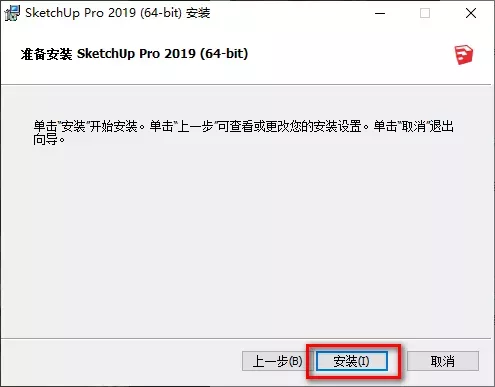 SketchUp Pro 2019 (64-bit) 安装
准备安装 SketchUp Pro 2019 (64-bit)
单击“安装”开始安装。单击“上一步”可查看或更改您的安装设置。单击“取消”退出
向导。
上一步(B) 安装(I) 取消